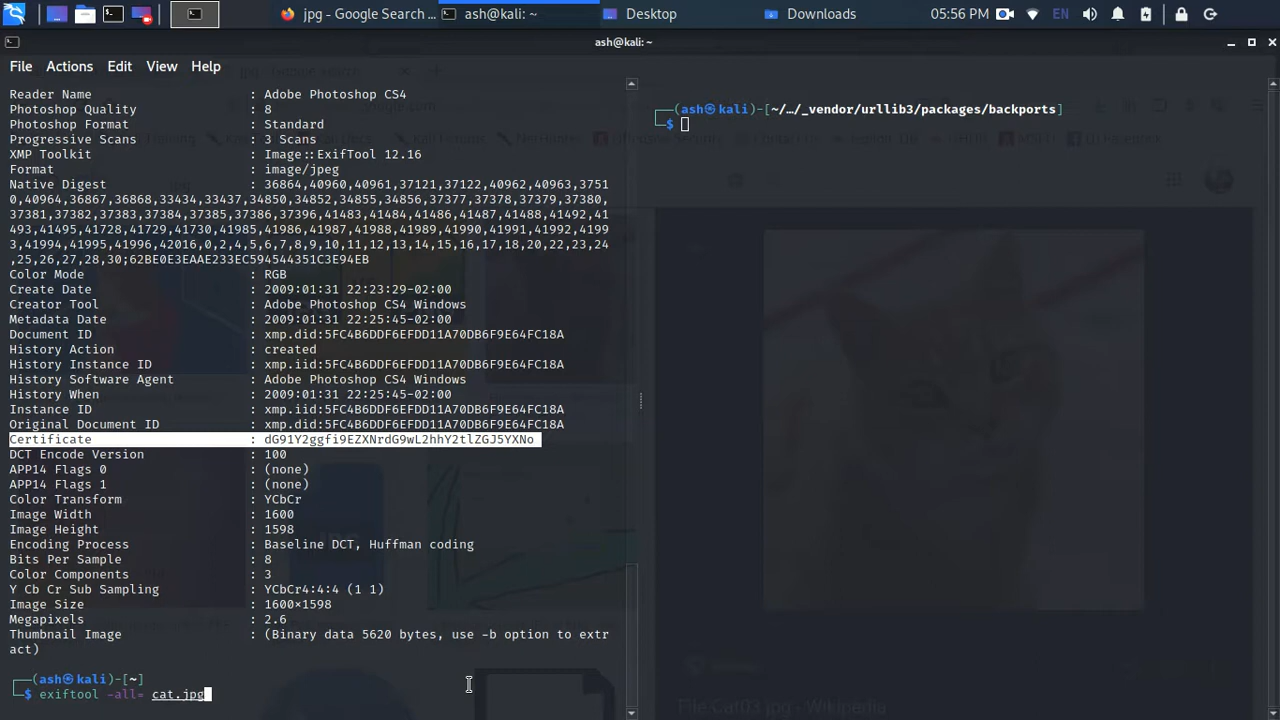 jpg - Google Search ...
ash@kali: ~
Desktop
Downloads
05:56 PM
EN
ash@kali: ~
File Actions Edit View Help
Reader Name : Adobe Photoshop CS4
Photoshop Quality : 8
Photoshop Format : Standard
Progressive Scans : 3 Scans
XMP Toolkit : Image::ExifTool 12.16
Format : image/jpeg
Native Digest : 36864,40960,40961,37121,37122,40962,40963,3751
0,40964,36867,36868,33434,33437,34850,34852,34855,34856,37377,37378,37379,37380,
37381,37382,37383,37384,37385,37386,37396,41483,41484,41486,41487,41488,41492,41
493,41495,41728,41729,41730,41985,41986,41987,41988,41989,41990,41991,41992,4199
3,41994,41995,41996,42016,0,2,4,5,6,7,8,9,10,11,12,13,14,15,16,17,18,20,22,23,24
,25,26,27,28,30;62BE0E3EAAE233EC594544351C3E94EB
Color Mode : RGB
Create Date : 2009:01:31 22:23:29-02:00
Creator Tool : Adobe Photoshop CS4 Windows
Metadata Date : 2009:01:31 22:25:45-02:00
Document ID : xmp.did:5FC4B6DDF6EFDD11A70DB6F9E64FC18A
History Action : created
History Instance ID : xmp.iid:5FC4B6DDF6EFDD11A70DB6F9E64FC18A
History Software Agent : Adobe Photoshop CS4 Windows
History When : 2009:01:31 22:25:45-02:00
Instance ID : xmp.iid:5FC4B6DDF6EFDD11A70DB6F9E64FC18A
Original Document ID : xmp.did:5FC4B6DDF6EFDD11A70DB6F9E64FC18A
Certificate : dG91Y2ggfi9EZXNrdG9wL2hhY2tlZGJ5YXNo
DCT Encode Version : 100
APP14 Flags 0 : (none)
APP14 Flags 1 : (none)
Color Transform : YCbCr
Image Width : 1600
Image Height : 1598
Encoding Process : Baseline DCT, Huffman coding
Bits Per Sample : 8
Color Components : 3
Y Cb Cr Sub Sampling : YCbCr4:4:4 (1 1)
Image Size : 1600×1598
Megapixels : 2.6
Thumbnail Image : (Binary data 5620 bytes, use -b option to extr
act)
┌──(ash㉿kali)-[~]
└─$ exiftool -all= cat.jpg
┌──(ash㉿kali)-[~/…/_vendor/urllib3/packages/backports]
└─$
File:Cat03.jpg - Wikipedia